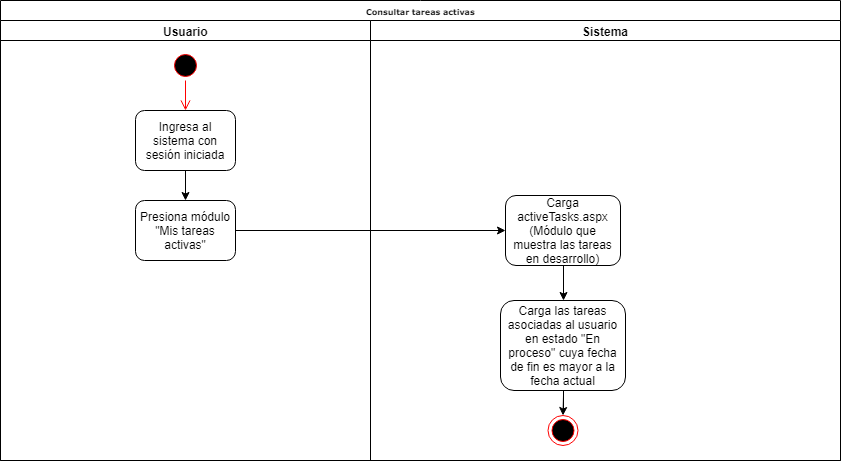 Consultar tareas activas
Usuario
Sistema
Ingresa al
sistema con
sesión iniciada
Presiona módulo
"Mis tareas
activas"
Carga
activeTasks.aspx
(Módulo que
muestra las tareas
en desarrollo)
Carga las tareas
asociadas al usuario
en estado "En
proceso" cuya fecha
de fin es mayor a la
fecha actual